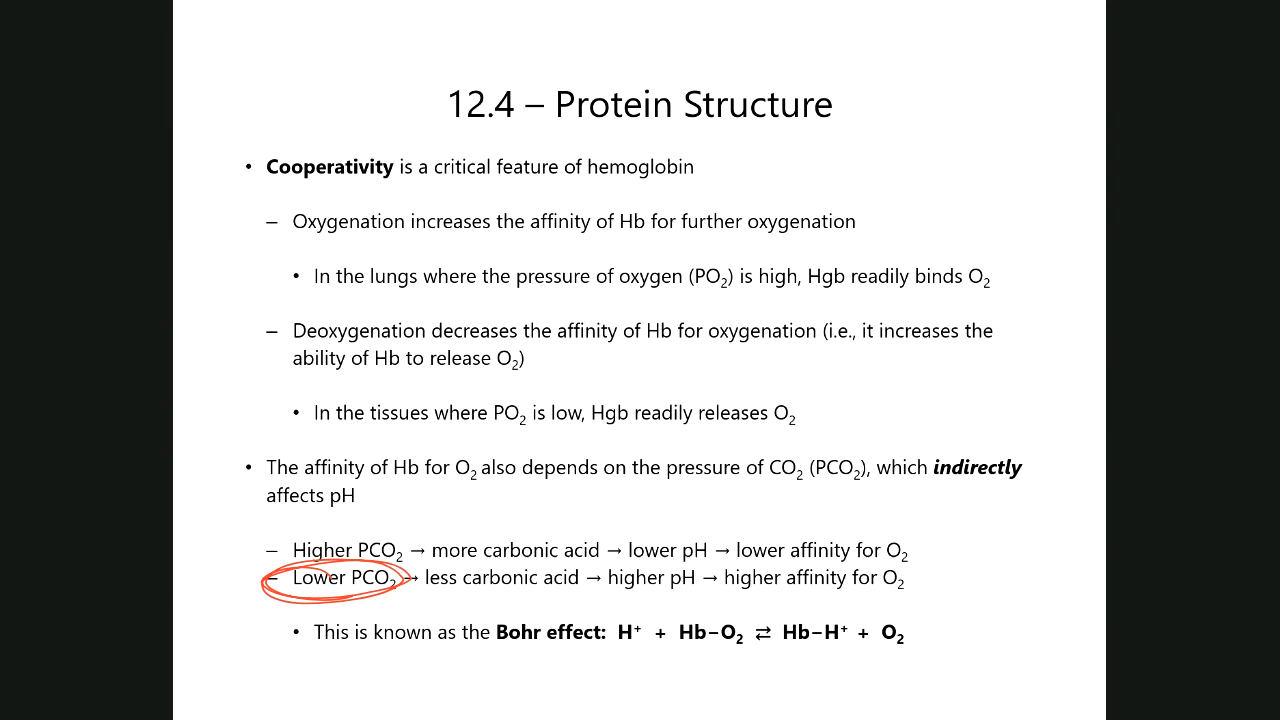 12.4 – Protein Structure
• Cooperativity is a critical feature of hemoglobin
– Oxygenation increases the affinity of Hb for further oxygenation
• In the lungs where the pressure of oxygen (PO₂) is high, Hgb readily binds O₂
– Deoxygenation decreases the affinity of Hb for oxygenation (i.e., it increases the
ability of Hb to release O₂)
• In the tissues where PO₂ is low, Hgb readily releases O₂
• The affinity of Hb for O₂ also depends on the pressure of CO₂ (PCO₂), which indirectly
affects pH
– Higher PCO₂ → more carbonic acid → lower pH → lower affinity for O₂
– Lower PCO₂ → less carbonic acid → higher pH → higher affinity for O₂
• This is known as the Bohr effect: H⁺ + Hb–O₂ ⇄ Hb–H⁺ + O₂